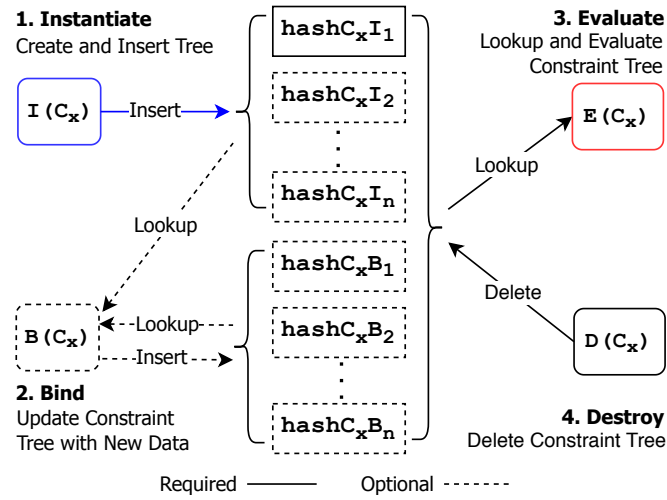 1. Instantiate
Create and Insert Tree
I(Cx)
Insert
hashCxI1
hashCxI2
hashCxIn
3. Evaluate
Lookup and Evaluate
Constraint Tree
E(Cx)
Lookup
Lookup
hashCxB1
hashCxB2
hashCxBn
B(Cx)
Lookup
Insert
2. Bind
Update Constraint
Tree with New Data
Delete
D(Cx)
4. Destroy
Delete Constraint Tree
Required
Optional